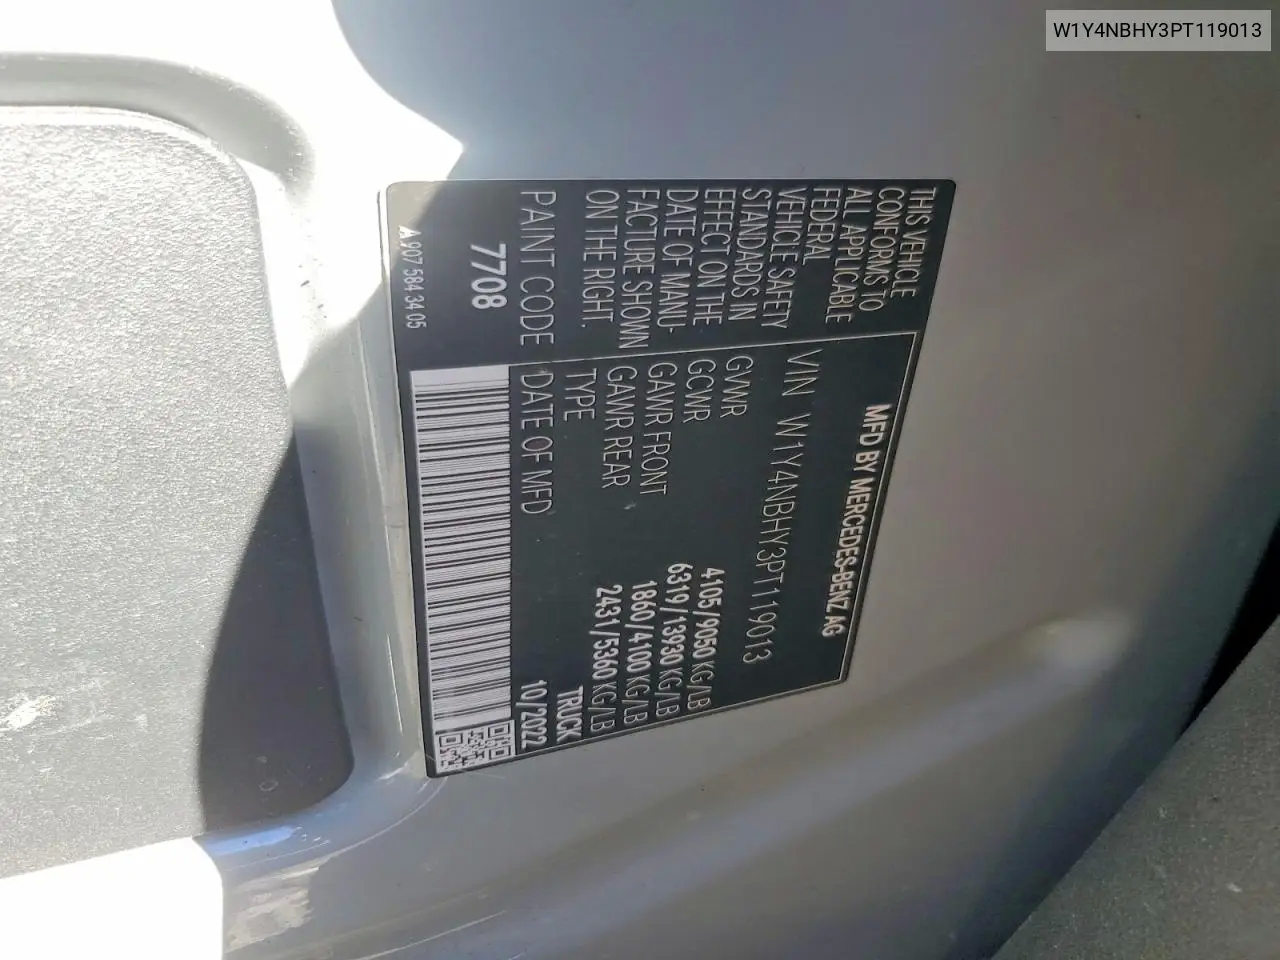 W1Y4NBHY3PT119013
MFD BY MERCEDES-BENZ AG
VIN W1Y4NBHY3PT119013
GVWR 4105/9050 KG/LB
GCWR 6319/13930 KG/LB
GAWR FRONT 1860/4100 KG/LB
GAWR REAR 2431/5360 KG/LB
TYPE TRUCK
DATE OF MFD 10/2022
THIS VEHICLE
CONFORMS TO
ALL APPLICABLE
FEDERAL
VEHICLE SAFETY
STANDARDS IN
EFFECT ON THE
DATE OF MANU-
FACTURE SHOWN
ON THE RIGHT.
PAINT CODE
7708
A 907 584 34 05